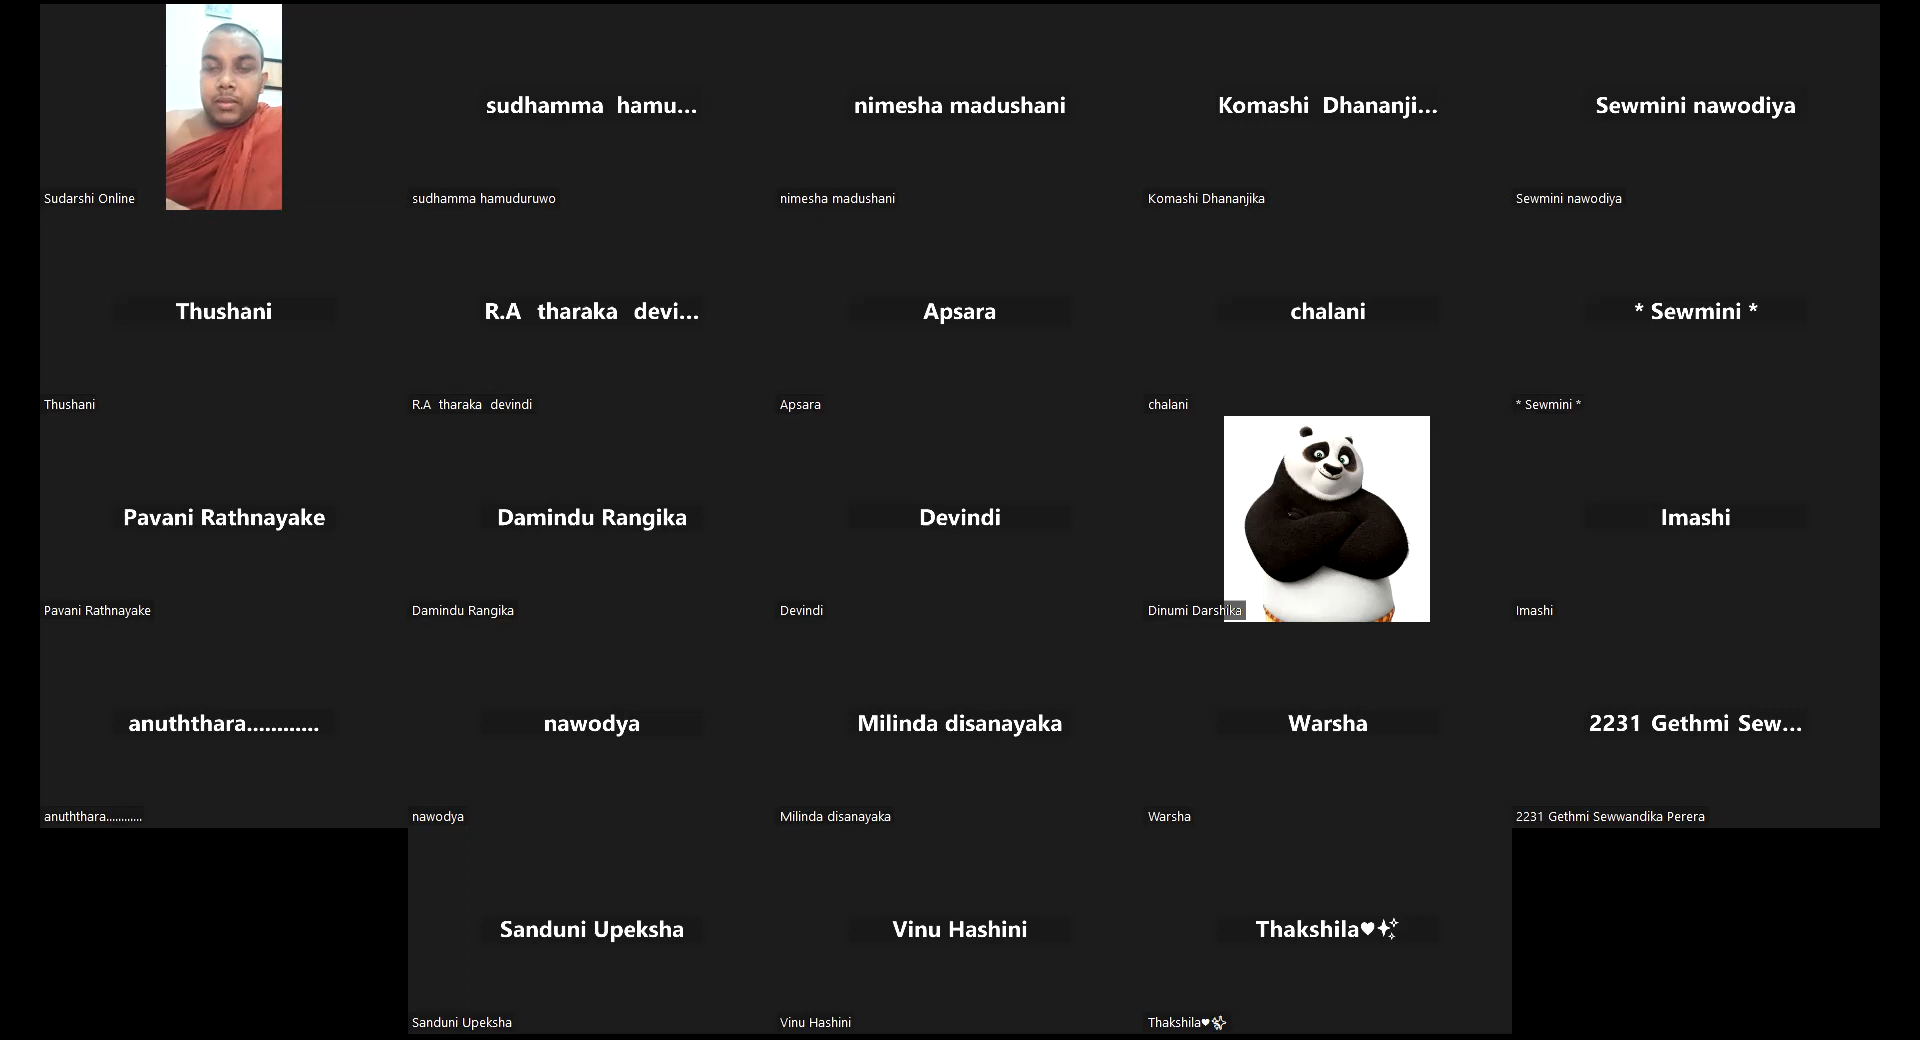 sudhamma hamu...
nimesha madushani
Komashi Dhananji...
Sewmini nawodiya
Sudarshi Online
sudhamma hamuduruwo
nimesha madushani
Komashi Dhananjika
Sewmini nawodiya
Thushani
R.A tharaka devi...
Apsara
chalani
* Sewmini *
Thushani
R.A tharaka devindi
Apsara
chalani
* Sewmini *
Pavani Rathnayake
Damindu Rangika
Devindi
Imashi
Pavani Rathnayake
Damindu Rangika
Devindi
Dinumi Darshika
Imashi
anuththara............
nawodya
Milinda disanayaka
Warsha
2231 Gethmi Sew...
anuththara............
nawodya
Milinda disanayaka
Warsha
2231 Gethmi Sewwandika Perera
Sanduni Upeksha
Vinu Hashini
Thakshila♥✨
Sanduni Upeksha
Vinu Hashini
Thakshila♥✨